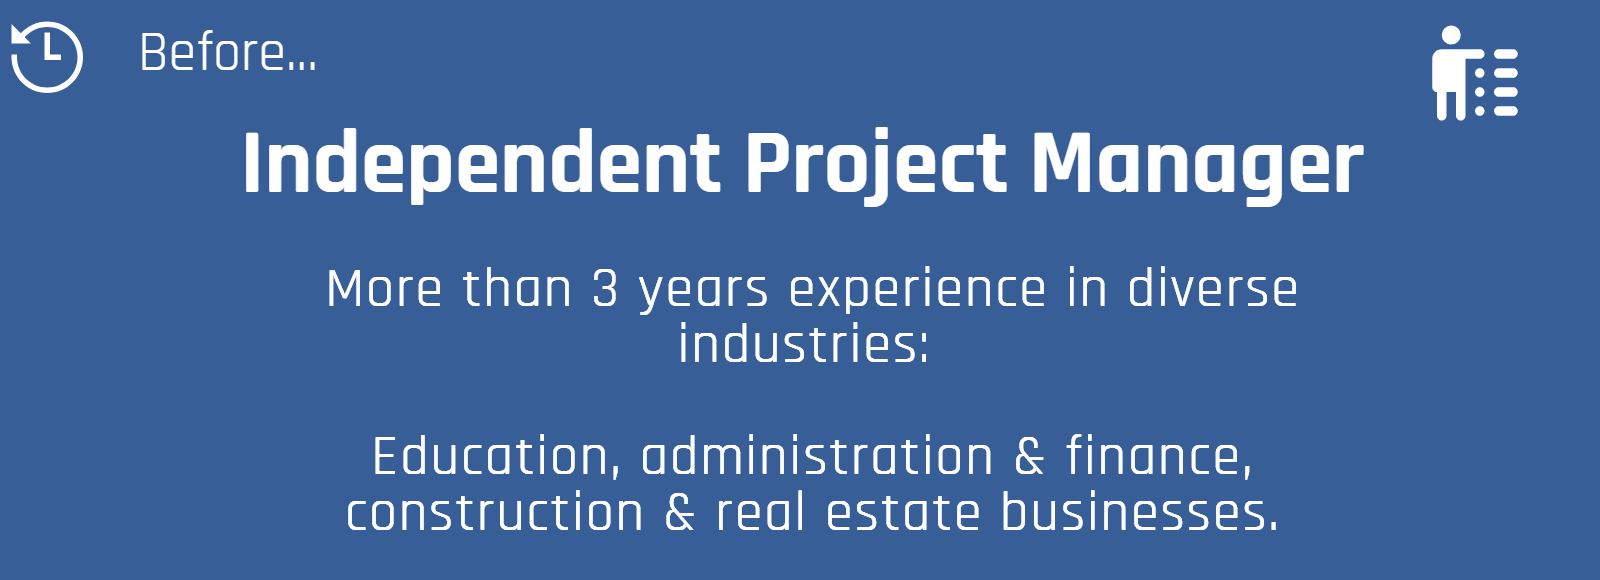 Before...
Independent Project Manager
More than 3 years experience in diverse
industries:
Education, administration & finance,
construction & real estate businesses.